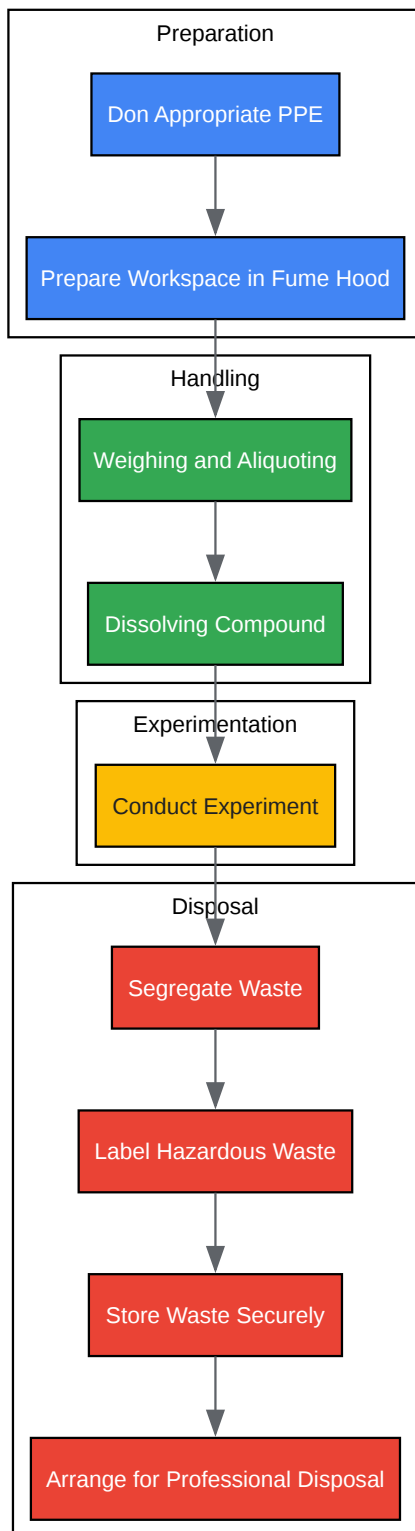 Preparation
Don Appropriate PPE
Prepare Workspace in Fume Hood
Handling
Weighing and Aliquoting
Dissolving Compound
Experimentation
Conduct Experiment
Disposal
Segregate Waste
Label Hazardous Waste
Store Waste Securely
Arrange for Professional Disposal